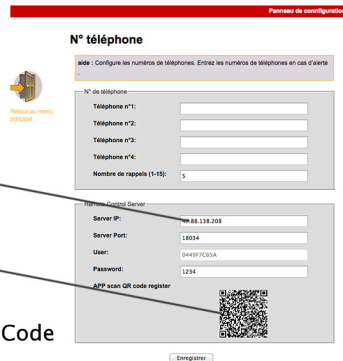 Panneau de connfiguration
N° téléphone
aide : Configure les numéros de téléphones. Entrez les numéros de téléphones en cas d'alerte
.
Retour au menu
principal
N° de téléphone
Téléphone n°1:
Téléphone n°2:
Téléphone n°3:
Téléphone n°4:
Nombre de rappels (1-15): 5
Remote Control Server
Server IP: .88.138.208
Server Port: 18034
User: 0449F7C65A
Password: 1234
APP scan QR code register
Code
Enregistrer